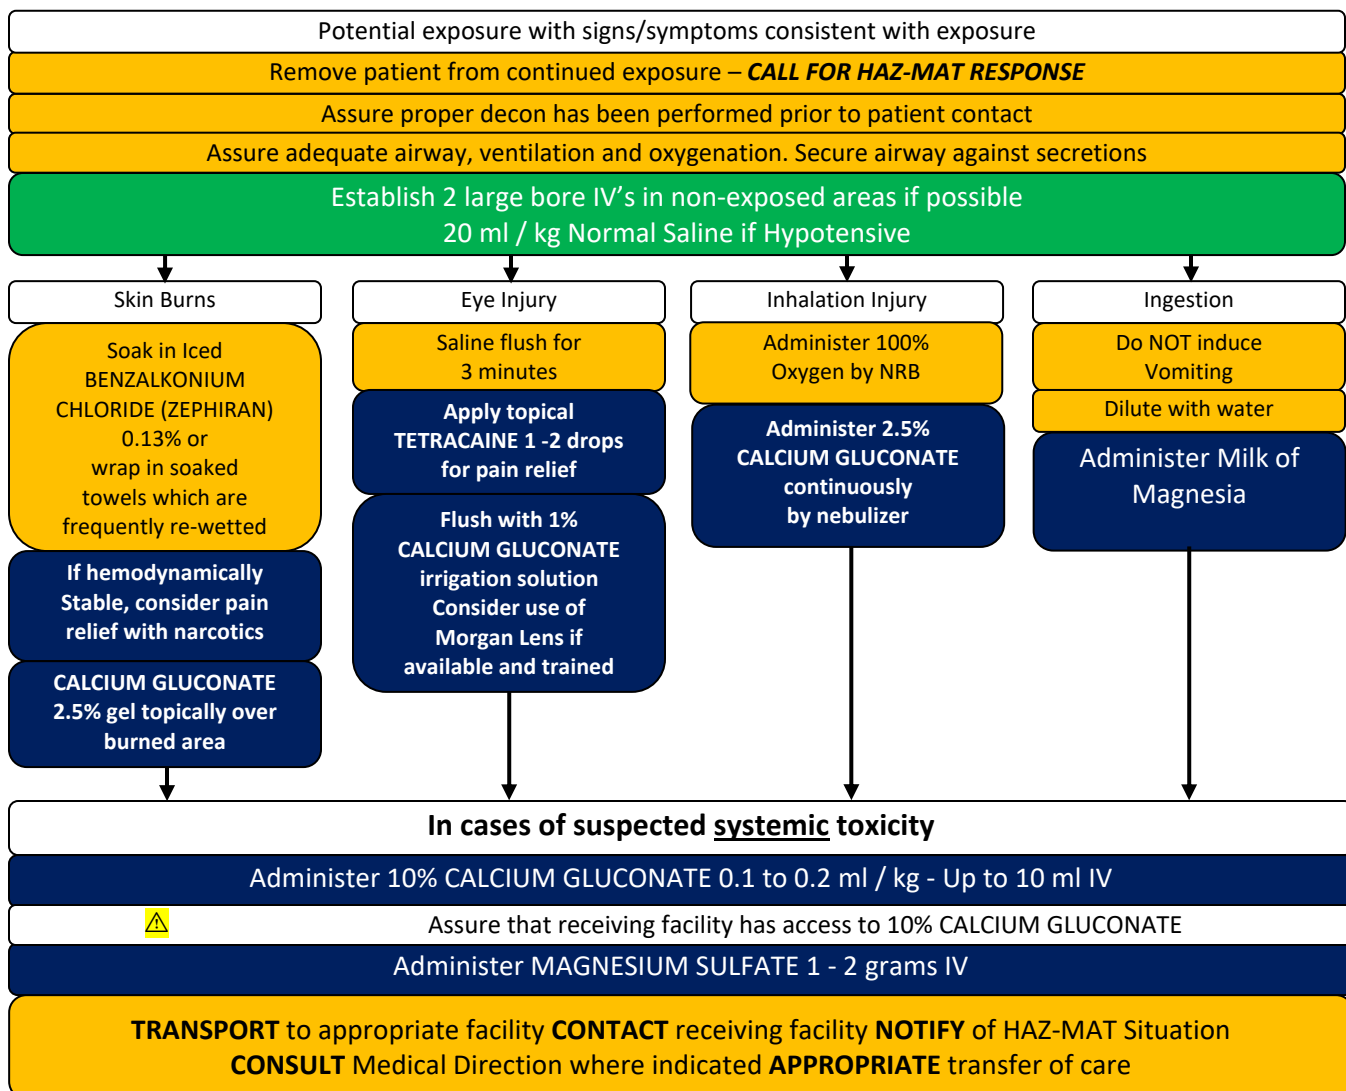 Potential exposure with signs/symptoms consistent with exposure
Remove patient from continued exposure – CALL FOR HAZ-MAT RESPONSE
Assure proper decon has been performed prior to patient contact
Assure adequate airway, ventilation and oxygenation. Secure airway against secretions
Establish 2 large bore IV’s in non-exposed areas if possible
20 ml / kg Normal Saline if Hypotensive
Skin Burns
Soak in Iced
BENZALKONIUM
CHLORIDE (ZEPHIRAN)
0.13% or
wrap in soaked
towels which are
frequently re-wetted
If hemodynamically
Stable, consider pain
relief with narcotics
CALCIUM GLUCONATE
2.5% gel topically over
burned area
Eye Injury
Saline flush for
3 minutes
Apply topical
TETRACAINE 1 -2 drops
for pain relief
Flush with 1%
CALCIUM GLUCONATE
irrigation solution
Consider use of
Morgan Lens if
available and trained
Inhalation Injury
Administer 100%
Oxygen by NRB
Administer 2.5%
CALCIUM GLUCONATE
continuously
by nebulizer
Ingestion
Do NOT induce
Vomiting
Dilute with water
Administer Milk of
Magnesia
In cases of suspected systemic toxicity
Administer 10% CALCIUM GLUCONATE 0.1 to 0.2 ml / kg - Up to 10 ml IV
⚠ Assure that receiving facility has access to 10% CALCIUM GLUCONATE
Administer MAGNESIUM SULFATE 1 - 2 grams IV
TRANSPORT to appropriate facility CONTACT receiving facility NOTIFY of HAZ-MAT Situation
CONSULT Medical Direction where indicated APPROPRIATE transfer of care